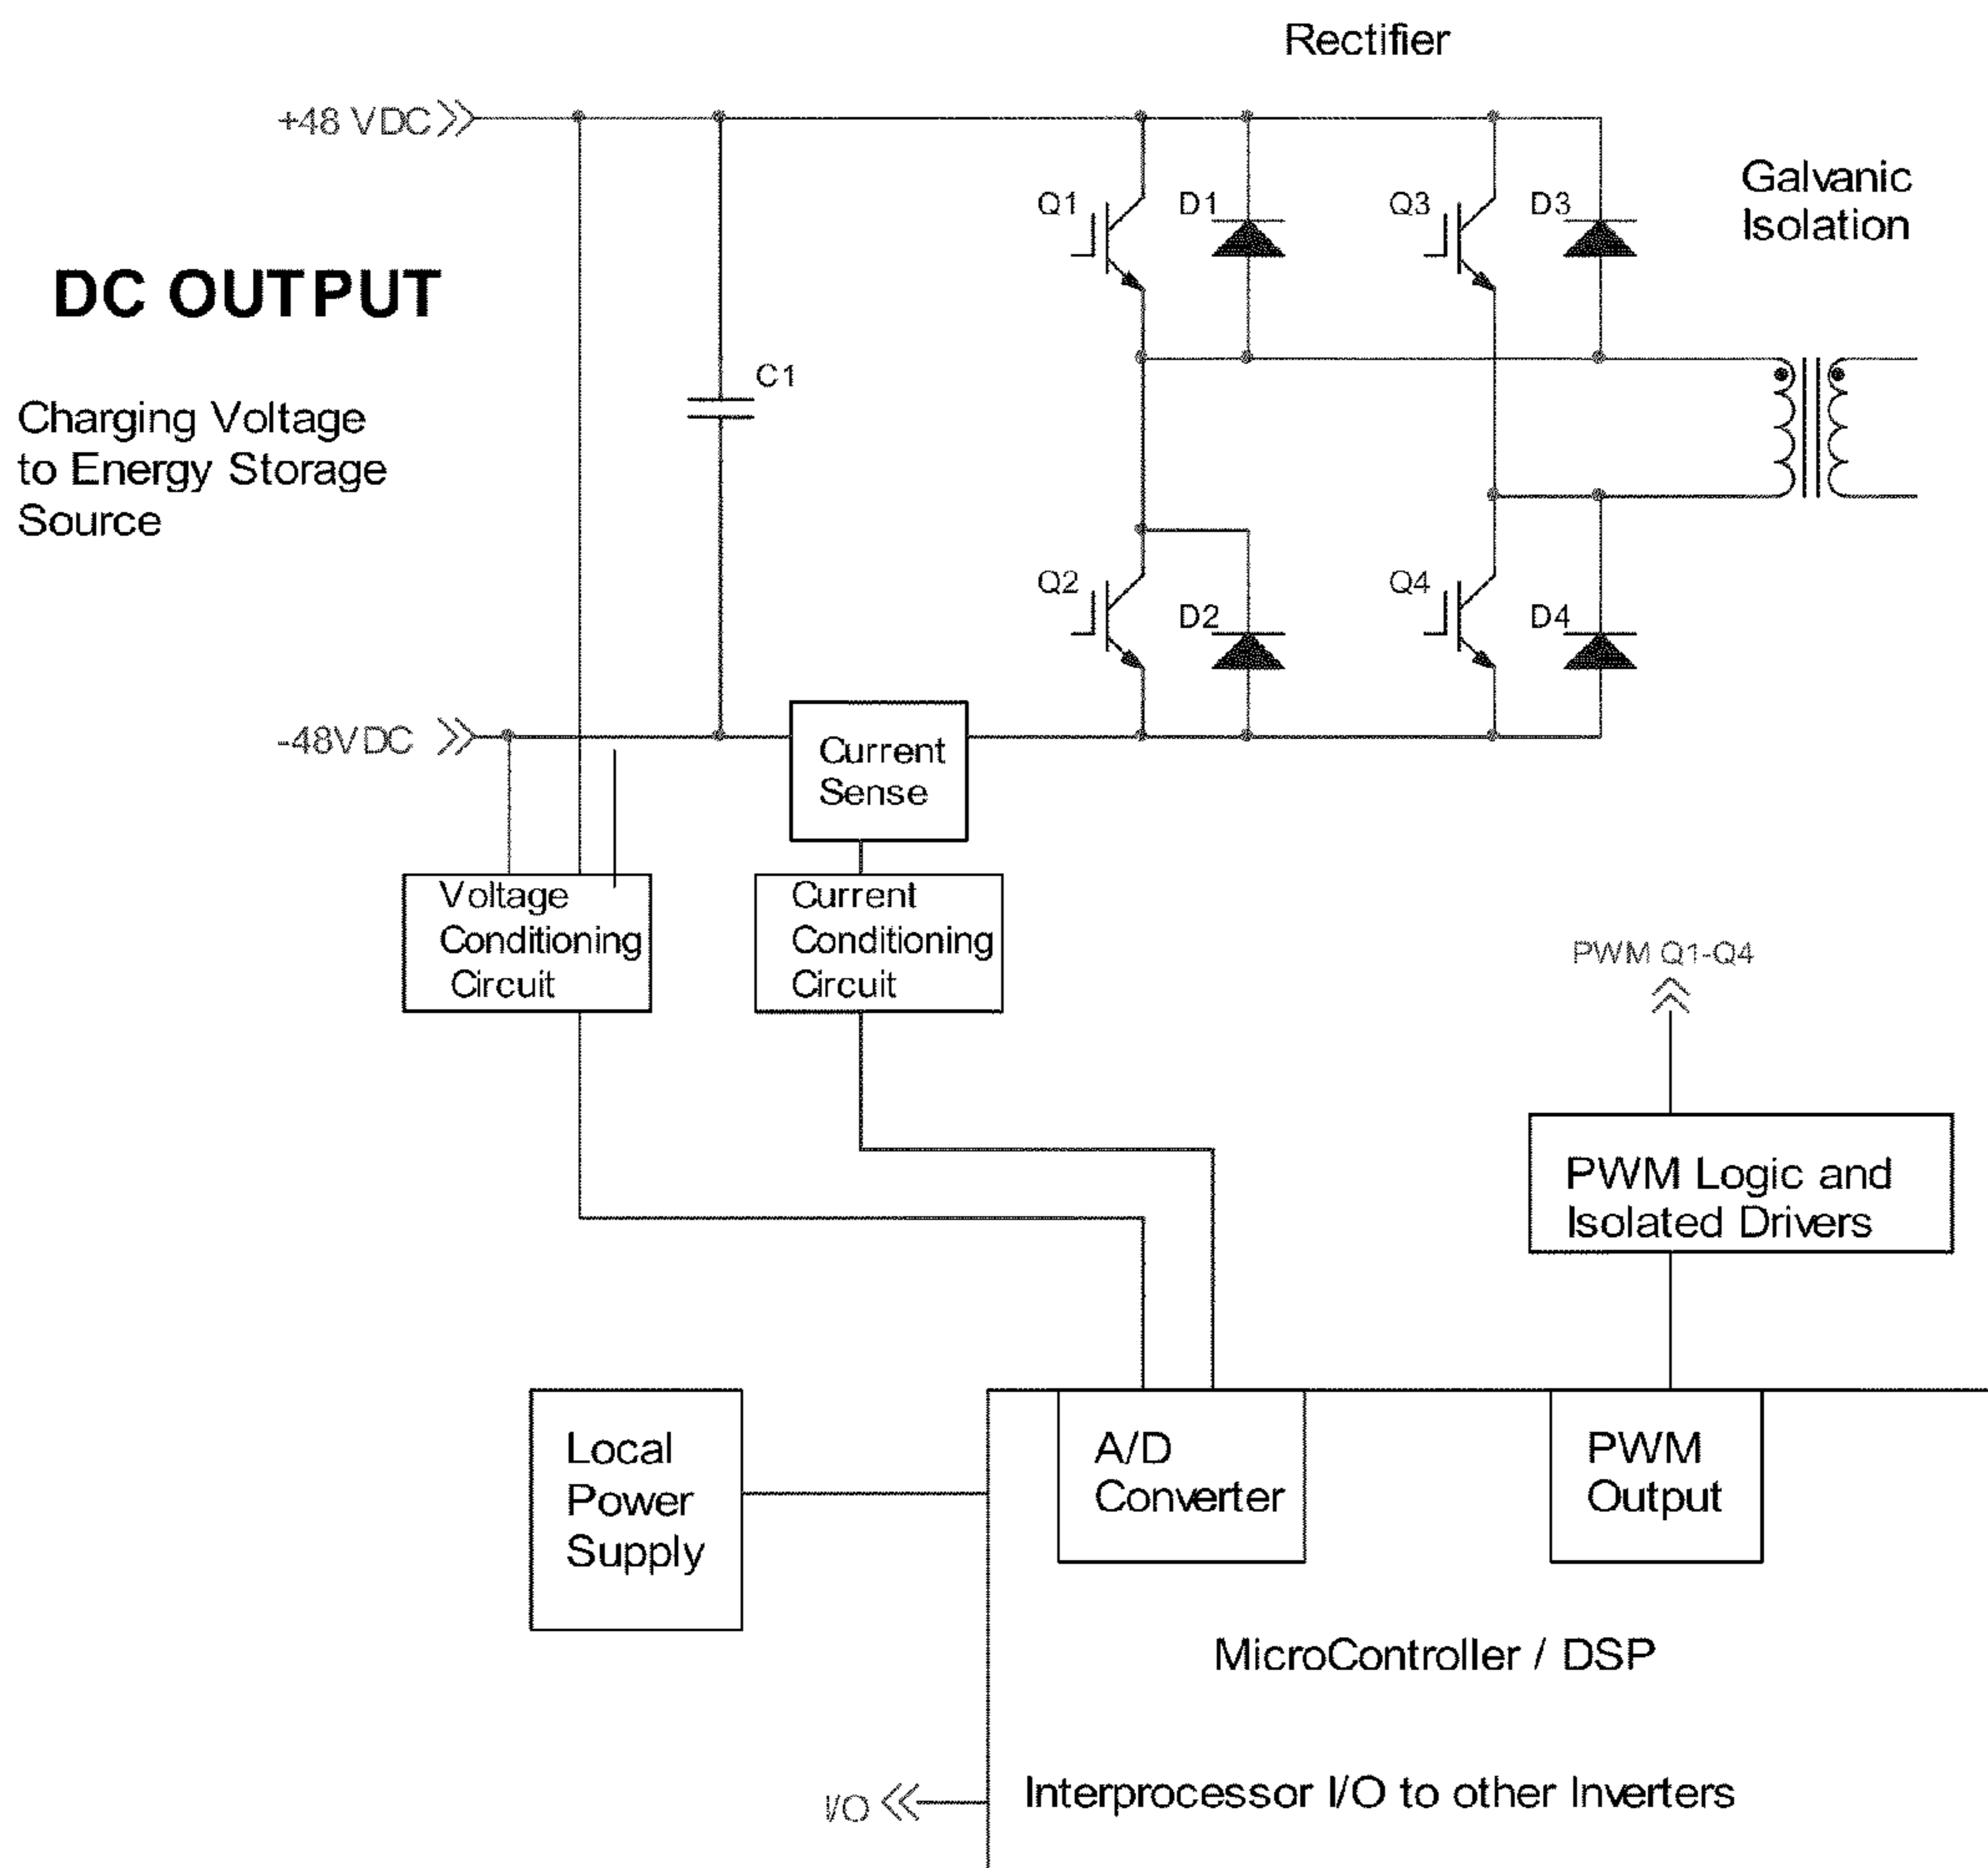 Rectifier
+48 VDC
Galvanic
Isolation
Q1
D1
Q3
D3
DC OUTPUT
C1
Charging Voltage
to Energy Storage
Source
Q2
D2
Q4
D4
-48VDC
Current
Sense
Voltage
Conditioning
Circuit
Current
Conditioning
Circuit
PWM Q1-Q4
PWM Logic and
Isolated Drivers
Local
Power
Supply
A/D
Converter
PWM
Output
MicroController / DSP
I/O
Interprocessor I/O to other Inverters